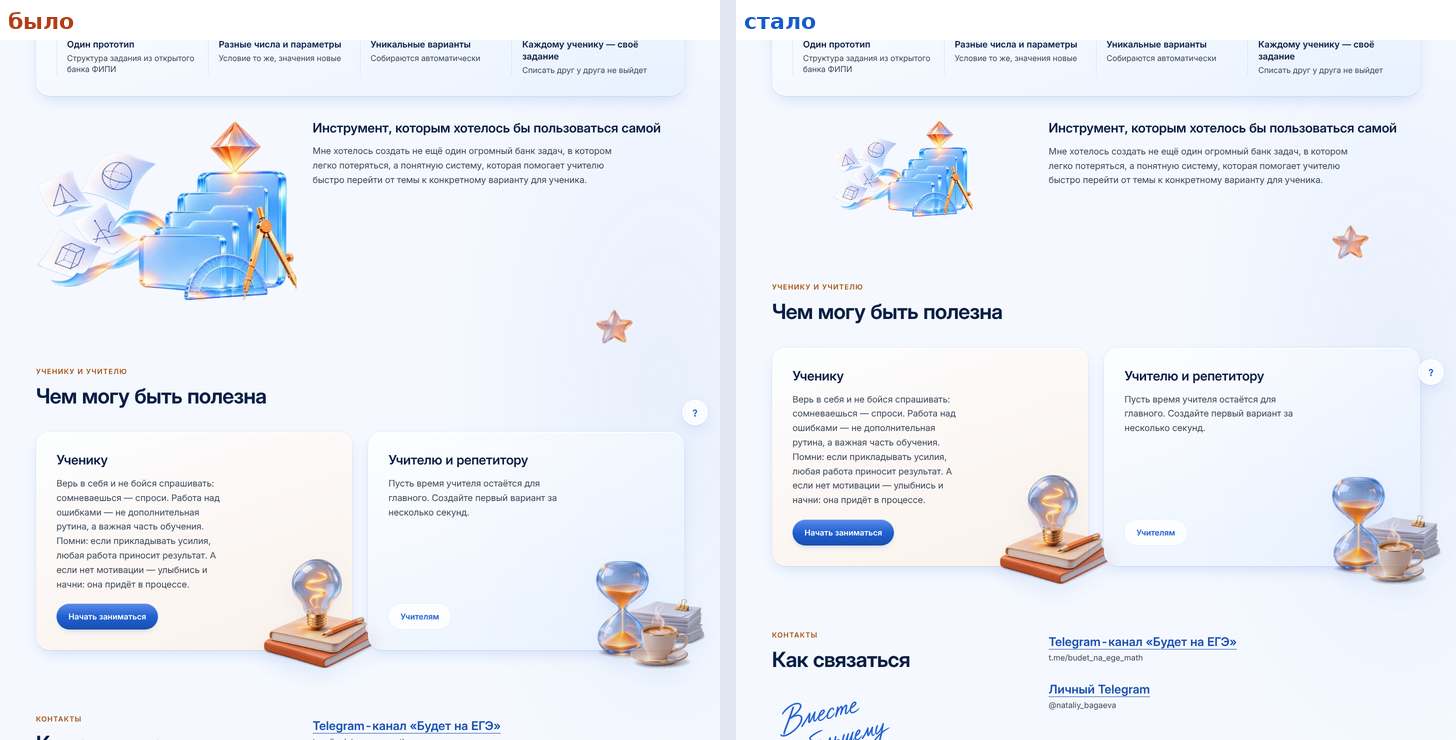 было
Один прототип
Структура задания из открытого
банка ФИПИ
Разные числа и параметры
Условие то же, значения новые
Уникальные варианты
Собираются автоматически
Каждому ученику — своё
задание
Списать друг у друга не выйдет
Инструмент, которым хотелось бы пользоваться самой
Мне хотелось создать не ещё один огромный банк задач, в котором
легко потеряться, а понятную систему, которая помогает учителю
быстро перейти от темы к конкретному варианту для ученика.
УЧЕНИКУ И УЧИТЕЛЮ
Чем могу быть полезна
?
Ученику
Верь в себя и не бойся спрашивать:
сомневаешься — спроси. Работа над
ошибками — не дополнительная
рутина, а важная часть обучения.
Помни: если прикладывать усилия,
любая работа приносит результат. А
если нет мотивации — улыбнись и
начни: она придёт в процессе.
Начать заниматься
Учителю и репетитору
Пусть время учителя остаётся для
главного. Создайте первый вариант за
несколько секунд.
Учителям
КОНТАКТЫ
Telegram-канал «Будет на ЕГЭ»
стало
Один прототип
Структура задания из открытого
банка ФИПИ
Разные числа и параметры
Условие то же, значения новые
Уникальные варианты
Собираются автоматически
Каждому ученику — своё
задание
Списать друг у друга не выйдет
Инструмент, которым хотелось бы пользоваться самой
Мне хотелось создать не ещё один огромный банк задач, в котором
легко потеряться, а понятную систему, которая помогает учителю
быстро перейти от темы к конкретному варианту для ученика.
УЧЕНИКУ И УЧИТЕЛЮ
Чем могу быть полезна
?
Ученику
Верь в себя и не бойся спрашивать:
сомневаешься — спроси. Работа над
ошибками — не дополнительная
рутина, а важная часть обучения.
Помни: если прикладывать усилия,
любая работа приносит результат. А
если нет мотивации — улыбнись и
начни: она придёт в процессе.
Начать заниматься
Учителю и репетитору
Пусть время учителя остаётся для
главного. Создайте первый вариант за
несколько секунд.
Учителям
КОНТАКТЫ
Как связаться
Вместе
Telegram-канал «Будет на ЕГЭ»
t.me/budet_na_ege_math
Личный Telegram
@nataliy_bagaeva